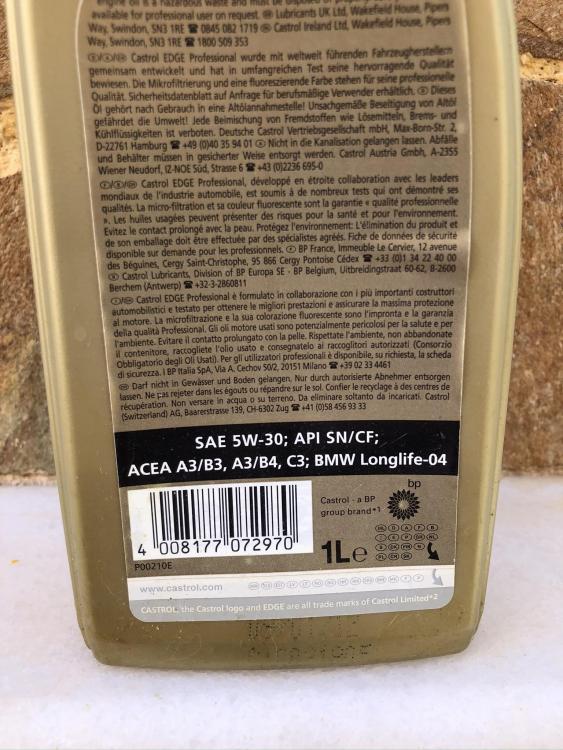 engine oil is a hazardous waste and must be disposed of
available for professional user on request. GB Lubricants UK Ltd, Wakefield House, Pipers
Way, Swindon, SN3 1RE ☎ 0845 082 1719 IRL Castrol Ireland Ltd, Wakefield House, Pipers
Way, Swindon, SN3 1RE ☎ 1800 509 353
D/A/CH Castrol EDGE Professional wurde mit weltweit führenden Fahrzeugherstellern
gemeinsam entwickelt und hat in umfangreichen Test seine hervorragende Qualität
bewiesen. Die Mikrofiltrierung und eine fluoreszierende Farbe stehen für seine professionelle
Qualität. Sicherheitsdatenblatt auf Anfrage für berufsmäßige Verwender erhältlich. D Dieses
Öl gehört nach Gebrauch in eine Altölannahmestelle! Unsachgemäße Beseitigung von Altöl
gefährdet die Umwelt! Jede Beimischung von Fremdstoffen wie Lösemitteln, Brems- und
Kühlflüssigkeiten ist verboten. Deutsche Castrol Vertriebsgesellschaft mbH, Max-Born-Str. 2,
D-22761 Hamburg ☎ +49 (0)40 35 94 01 A Nicht in die Kanalisation gelangen lassen. Abfälle
und Behälter müssen in gesicherter Weise entsorgt werden. Castrol Austria GmbH, A-2355
Wiener Neudorf, IZ-NOE Süd, Strasse 6 ☎ +43 (0)2236 695-0
F/B/CH Castrol EDGE Professional, développé en étroite collaboration avec les leaders
mondiaux de l'industrie automobile, est soumis à de nombreux tests qui ont démontré ses
qualités. La micro-filtration et sa couleur fluorescente sont la garantie « qualité professionnelle
». Les huiles usagées peuvent présenter des risques pour la santé et pour l'environnement.
Evitez le contact prolongé avec la peau. Protégez l'environnement: L'élimination du produit et
de son emballage doit être effectuée par des spécialistes agréés. Fiche de données de sécurité
disponible sur demande pour les professionnels. F BP France, Immeuble Le Cervier, 12 avenue
des Béguines, Cergy Saint-Christophe, 95 866 Cergy Pontoise Cédex ☎ +33 (0)1 34 22 40 00
B Castrol Lubricants, Division of BP Europa SE - BP Belgium, Uitbreidingstraat 60-62, B-2600
Berchem (Antwerp) ☎ +32-3-2860811
I/CH Castrol EDGE Professional è formulato in collaborazione con i più importanti costruttori
automobilistici e testato per ottenere le migliori prestazioni e assicurare la massima protezione
al motore. La microfiltrazione e la sua colorazione fluorescente sono l'impronta e la garanzia
della qualità Professional. Gli oli motore usati sono potenzialmente pericolosi per la salute e per
l'ambiente. Evitare il contatto prolungato con la pelle. Rispettate l'ambiente, non abbandonate
il contenitore, raccogliete l'olio usato e consegnatelo ai raccoglitori autorizzati (Consorzio
Obbligatorio degli Oli Usati). Per gli utilizzatori professionali è disponibile, su richiesta, la scheda
di sicurezza. I BP Italia SpA, Via A. Cechov 50/2, 20151 Milano ☎ +39 02 33 4461
CH Darf nicht in Gewässer und Boden gelangen. Nur durch autorisierte Abnehmer entsorgen
lassen. Ne pas rejeter dans les égouts ou répandre sur le sol. Confier le recyclage à des centres de
récupération. Non versare in acqua o su terreno. Da eliminare soltanto da incaricati. Castrol
(Switzerland) AG, Baarerstrasse 139, CH-6302 Zug ☎ +41 (0)58 456 93 33
SAE 5W-30; API SN/CF;
ACEA A3/B3, A3/B4, C3; BMW Longlife-04
bp
Castrol - a BP
group brand*1
4 008177 072970
1L e
P00210E
www.castrol.com
CASTROL, the Castrol logo and EDGE are all trade marks of Castrol Limited*2